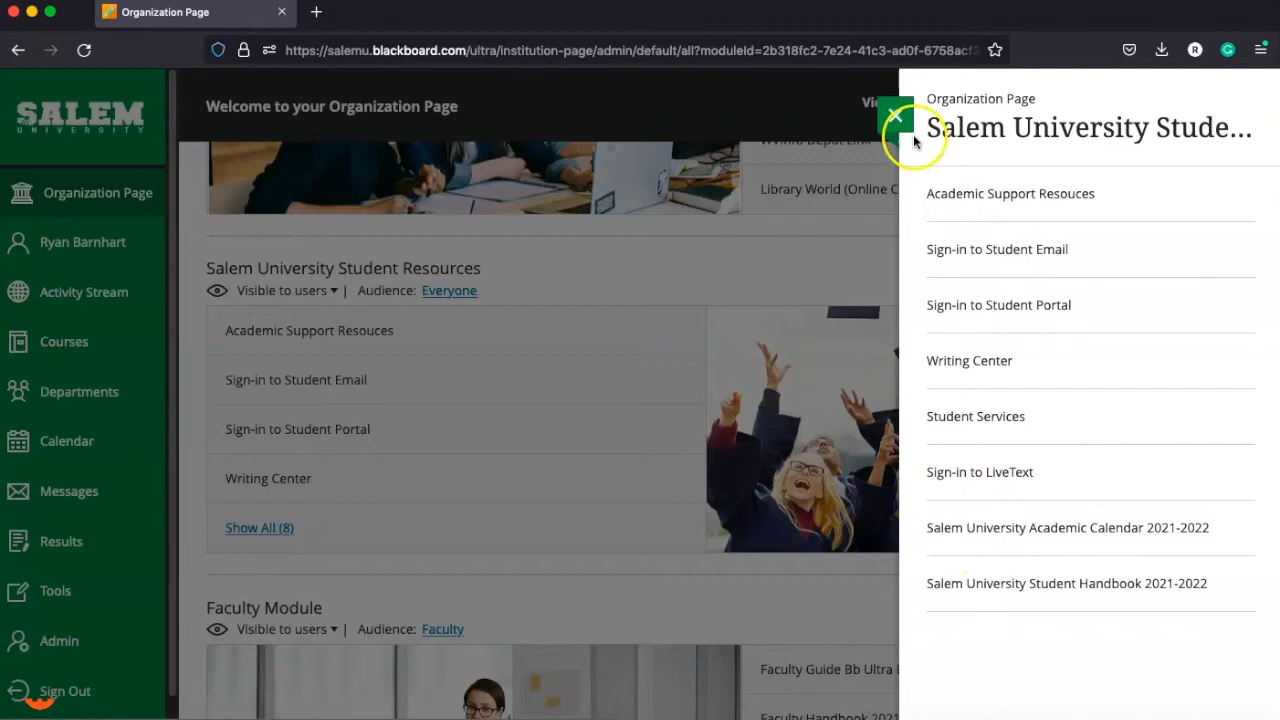 Organization Page
https://salemu.blackboard.com/ultra/institution-page/admin/default/all?moduleId=2b318fc2-7e24-41c3-ad0f-6758acf
R
SALEM
UNIVERSITY
Organization Page
Ryan Barnhart
Activity Stream
Courses
Departments
Calendar
Messages
Results
Tools
Admin
Sign Out
Welcome to your Organization Page
Library World (Online C
Salem University Student Resources
Visible to users | Audience: Everyone
Academic Support Resouces
Sign-in to Student Email
Sign-in to Student Portal
Writing Center
Show All (8)
Faculty Module
Visible to users | Audience: Faculty
Faculty Guide Bb Ultra
Faculty Handbook 2021
Organization Page
Salem University Stude...
Academic Support Resouces
Sign-in to Student Email
Sign-in to Student Portal
Writing Center
Student Services
Sign-in to LiveText
Salem University Academic Calendar 2021-2022
Salem University Student Handbook 2021-2022